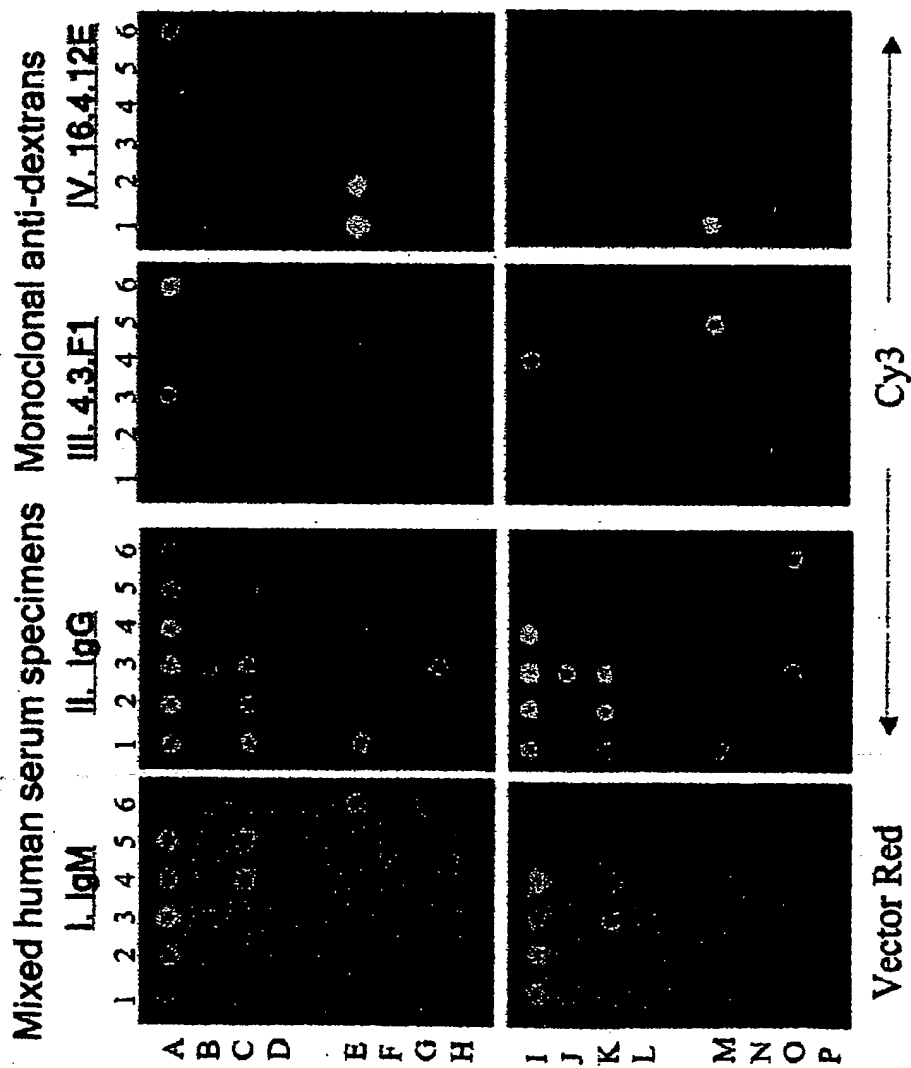 Mixed human serum specimens Monoclonal anti-dextrans
I. IgM II. IgG III. 4.3.F1 IV. 16.4.12E
1 2 3 4 5 6 1 2 3 4 5 6 1 2 3 4 5 6 1 2 3 4 5 6
A
B
C
D
E
F
G
H
I
J
K
L
M
N
O
P
Vector Red Cy3